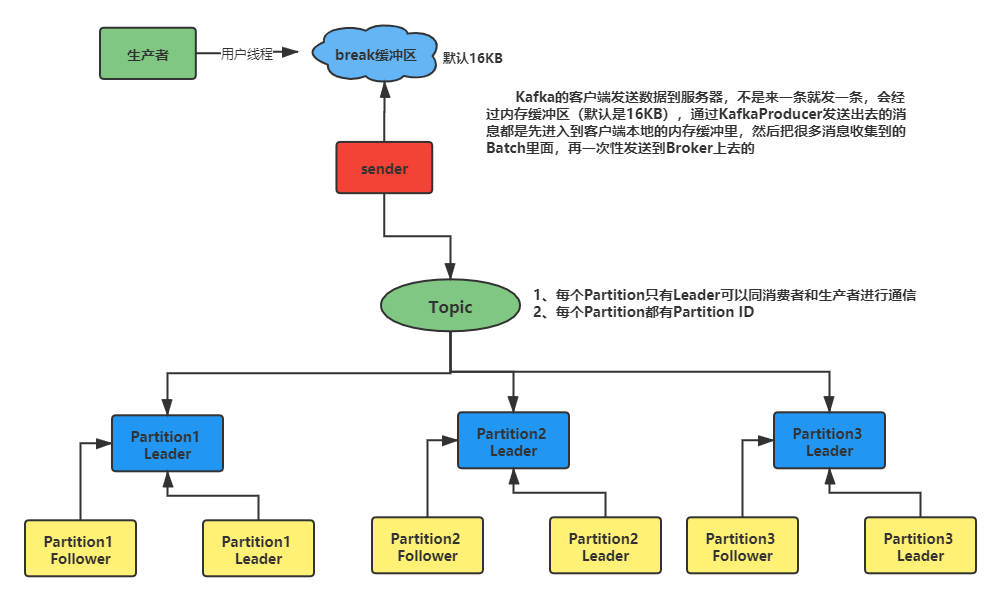 生产者
用户线程
break缓冲区
默认16KB
Kafka的客户端发送数据到服务器，不是来一条就发一条，会经
过内存缓冲区（默认是16KB），通过KafkaProducer发送出去的消
息都是先进入到客户端本地的内存缓冲里，然后把很多消息收集到的
Batch里面，再一次性发送到Broker上去的
sender
Topic
1、每个Partition只有Leader可以同消费者和生产者进行通信
2、每个Partition都有Partition ID
Partition1
Leader
Partition2
Leader
Partition3
Leader
Partition1
Follower
Partition1
Leader
Partition2
Follower
Partition2
Leader
Partition3
Follower
Partition3
Leader